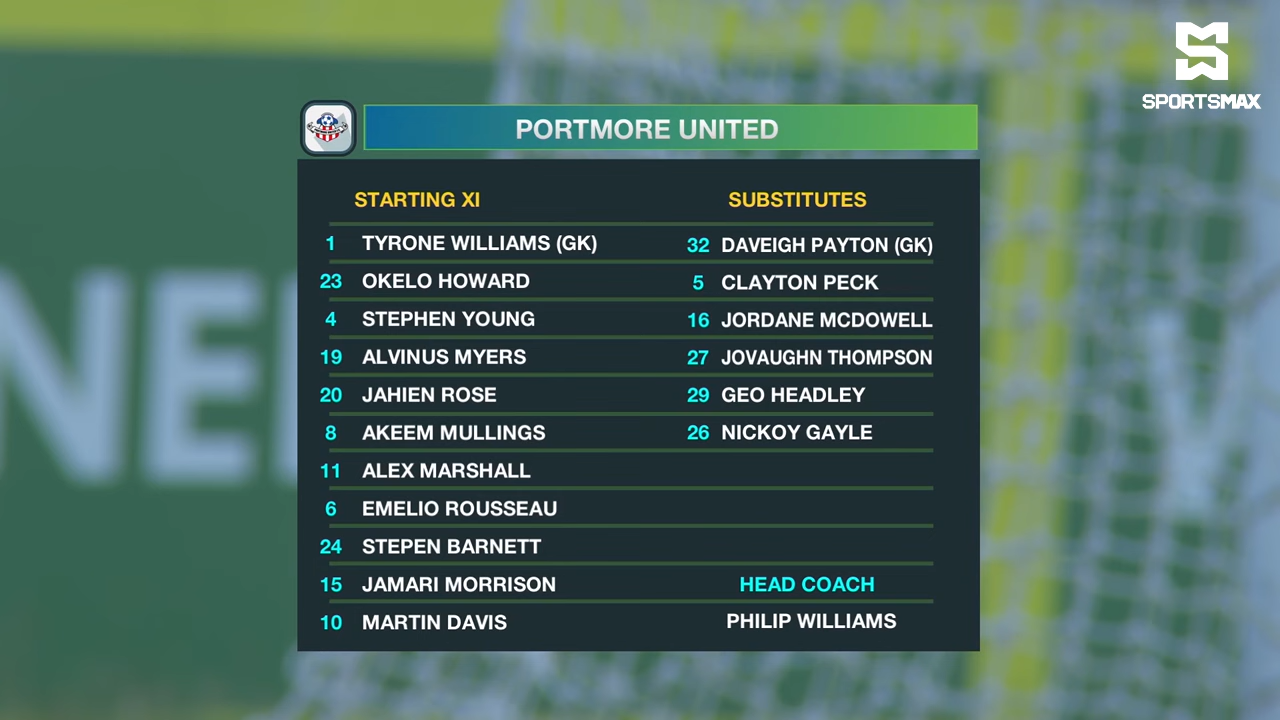 SPORTSMAX
PORTMORE UNITED
STARTING XI
1 TYRONE WILLIAMS (GK)
23 OKELO HOWARD
4 STEPHEN YOUNG
19 ALVINUS MYERS
20 JAHIEN ROSE
8 AKEEM MULLINGS
11 ALEX MARSHALL
6 EMELIO ROUSSEAU
24 STEPEN BARNETT
15 JAMARI MORRISON
10 MARTIN DAVIS
SUBSTITUTES
32 DAVEIGH PAYTON (GK)
5 CLAYTON PECK
16 JORDANE MCDOWELL
27 JOVAUGHN THOMPSON
29 GEO HEADLEY
26 NICKOY GAYLE
HEAD COACH
PHILIP WILLIAMS